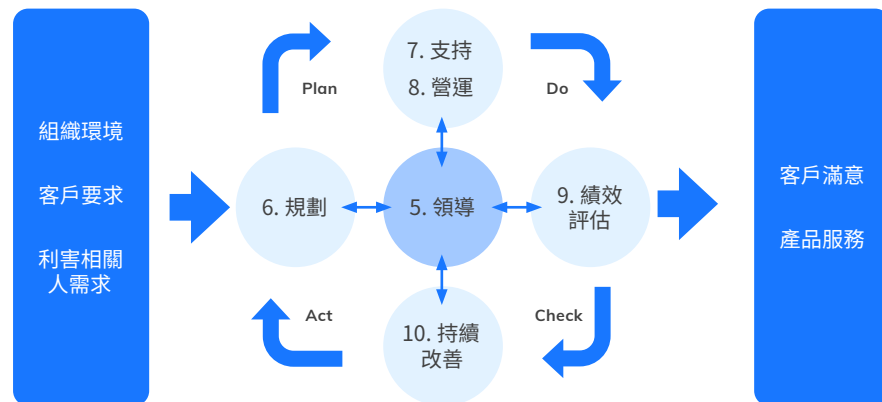 組織環境
客戶要求
利害相關
人需求
Plan
7. 支持
8. 營運
Do
6. 規劃
5. 領導
9. 績效
評估
Act
10. 持續
改善
Check
客戶滿意
產品服務